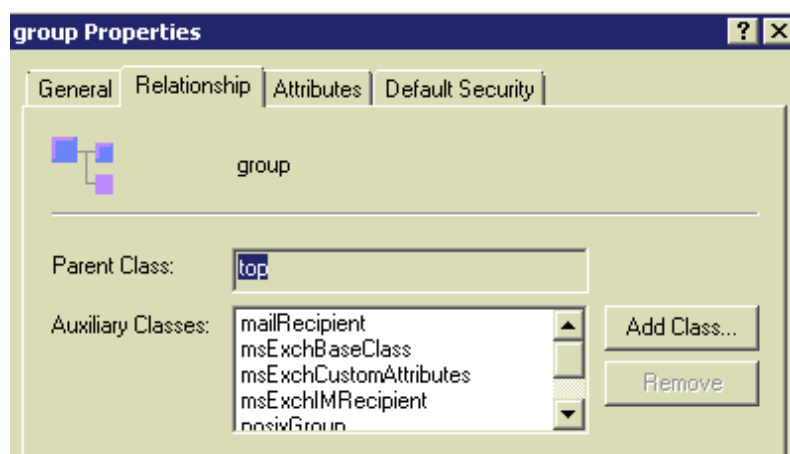 group Properties
General Relationship Attributes Default Security
group
Parent Class: top
Auxiliary Classes: mailRecipient Add Class...
msExchBaseClass
msExchCustomAttributes Remove
msExchIMRecipient
posixGroup